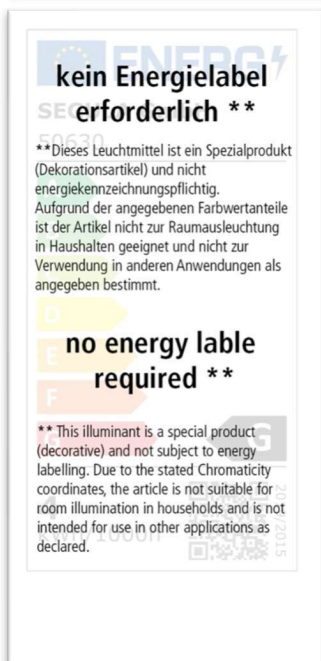 ENERG
kein Energielabel
erforderlich **
50630
**Dieses Leuchtmittel ist ein Spezialprodukt
(Dekorationsartikel) und nicht
energiekennzeichnungspflichtig.
Aufgrund der angegebenen Farbwertanteile
ist der Artikel nicht zur Raumausleuchtung
in Haushalten geeignet und nicht zur
Verwendung in anderen Anwendungen als
angegeben bestimmt.
D
no energy lable
E
required **
F
** This illuminant is a special product
G
(decorative) and not subject to energy
labelling. Due to the stated Chromaticity
coordinates, the article is not suitable for
room illumination in households and is not
intended for use in other applications as
declared.
kWh/1000h